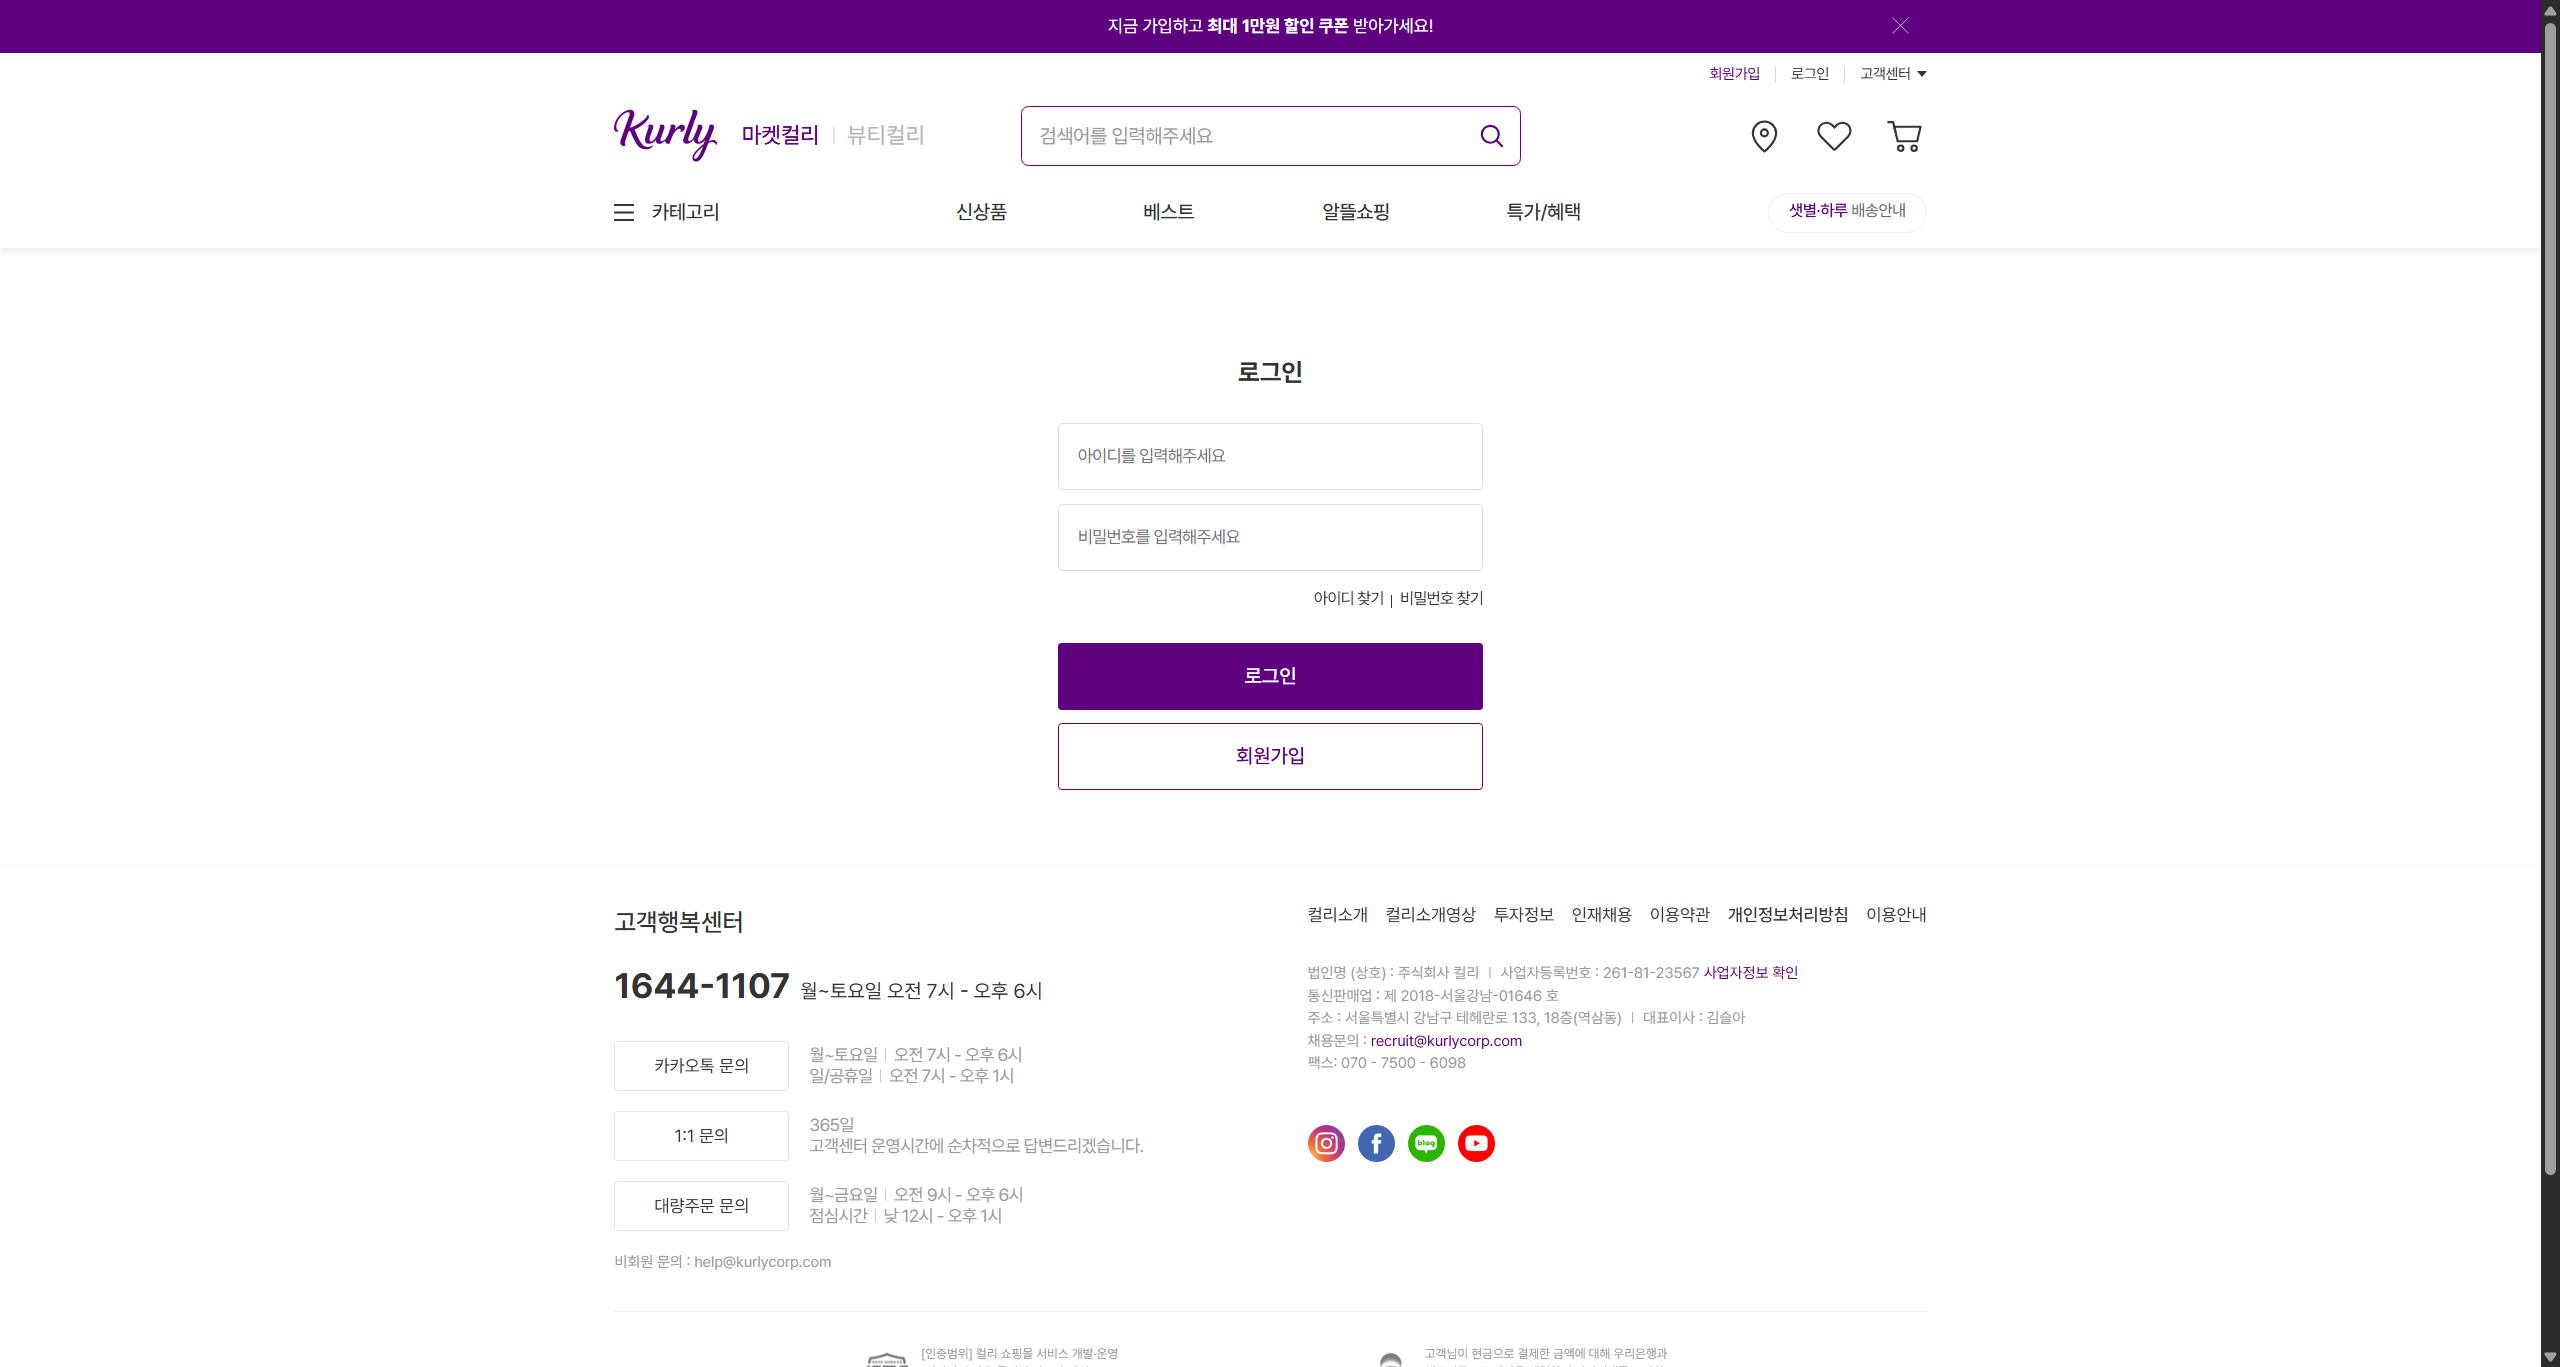 지금 가입하고 최대 1만원 할인 쿠폰 받아가세요!
회원가입 로그인 고객센터
Kurly 마켓컬리 뷰티컬리 검색어를 입력해주세요
카테고리 신상품 베스트 알뜰쇼핑 특가/혜택 샛별·하루 배송안내
로그인
아이디를 입력해주세요
비밀번호를 입력해주세요
아이디 찾기 | 비밀번호 찾기
로그인
회원가입
고객행복센터
1644-1107 월~토요일 오전 7시 - 오후 6시
카카오톡 문의
월~토요일 | 오전 7시 - 오후 6시
일/공휴일 | 오전 7시 - 오후 1시
1:1 문의
365일
고객센터 운영시간에 순차적으로 답변드리겠습니다.
대량주문 문의
월~금요일 | 오전 9시 - 오후 6시
점심시간 | 낮 12시 - 오후 1시
비회원 문의 : help@kurlycorp.com
컬리소개 컬리소개영상 투자정보 인재채용 이용약관 개인정보처리방침 이용안내
법인명 (상호) : 주식회사 컬리 | 사업자등록번호 : 261-81-23567 사업자정보 확인
통신판매업 : 제 2018-서울강남-01646 호
주소 : 서울특별시 강남구 테헤란로 133, 18층(역삼동) | 대표이사 : 김슬아
채용문의 : recruit@kurlycorp.com
팩스: 070 - 7500 - 6098
blog
[인증범위] 컬리 쇼핑몰 서비스 개발·운영
고객님이 현금으로 결제한 금액에 대해 우리은행과